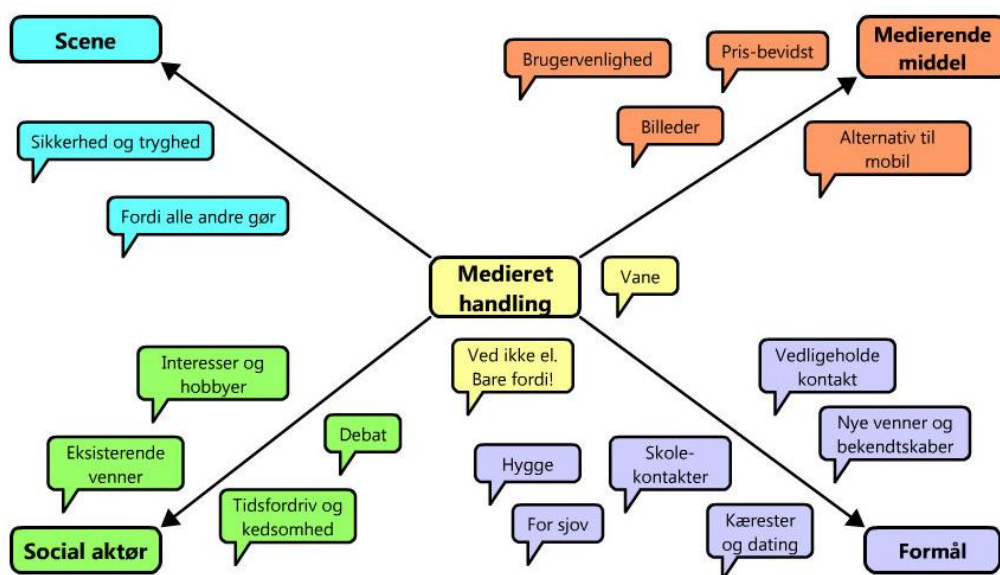 Scene
Medierende
middel
Brugervenlighed
Pris-bevidst
Billeder
Alternativ til
mobil
Sikkerhed og tryghed
Fordi alle andre gør
Medieret
handling
Vane
Ved ikke el.
Bare fordi!
Interesser og
hobbyer
Debat
Eksisterende
venner
Tidsfordriv og
kedsomhed
Social aktør
Vedligeholde
kontakt
Nye venner og
bekendtskaber
Hygge
Skole-
kontakter
For sjov
Kærester
og dating
Formål